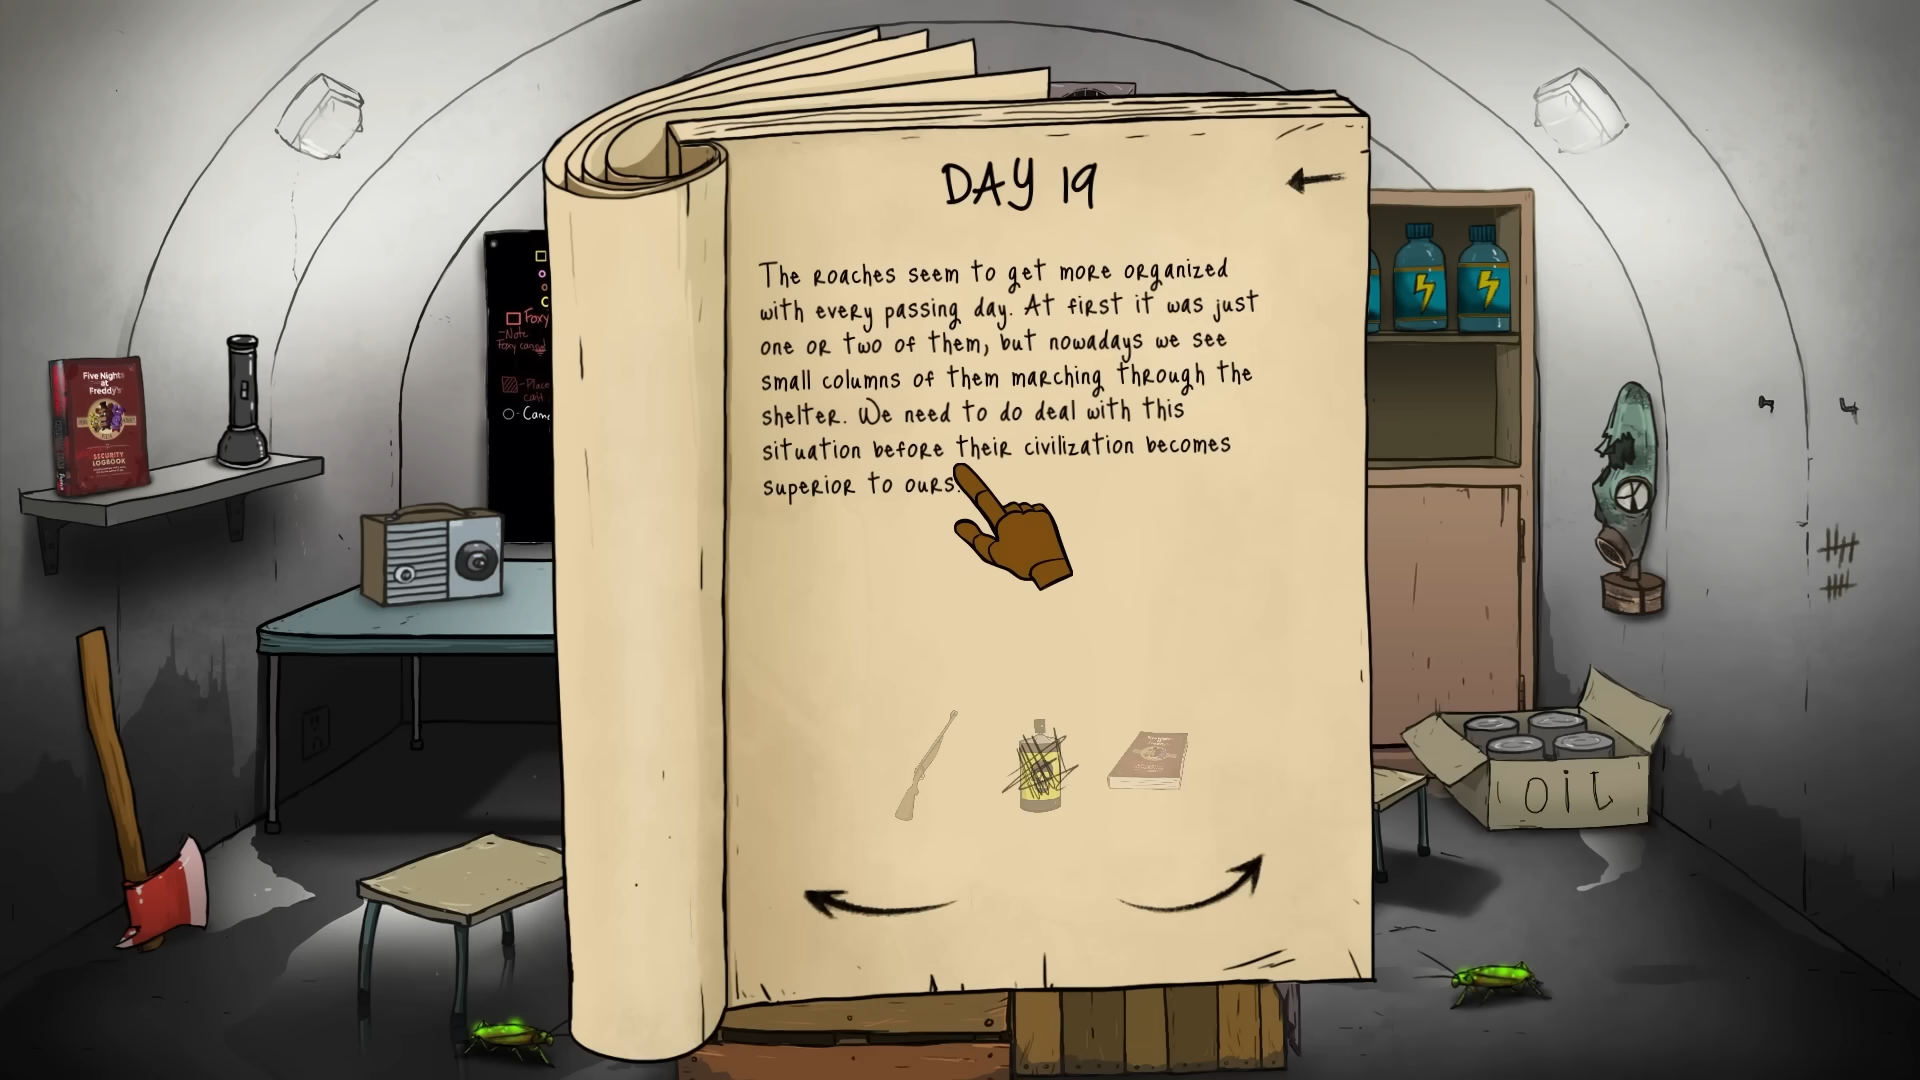 DAY 19
The roaches seem to get more organized
with every passing day. At first it was just
one or two of them, but nowadays we see
small columns of them marching through the
shelter. We need to do deal with this
situation before their civilization becomes
superior to ours.
Foxy
-Note
Foxy
-Place
Came
Five Nights
at
Freddy's
SECURITY
LOGBOOK
OIL